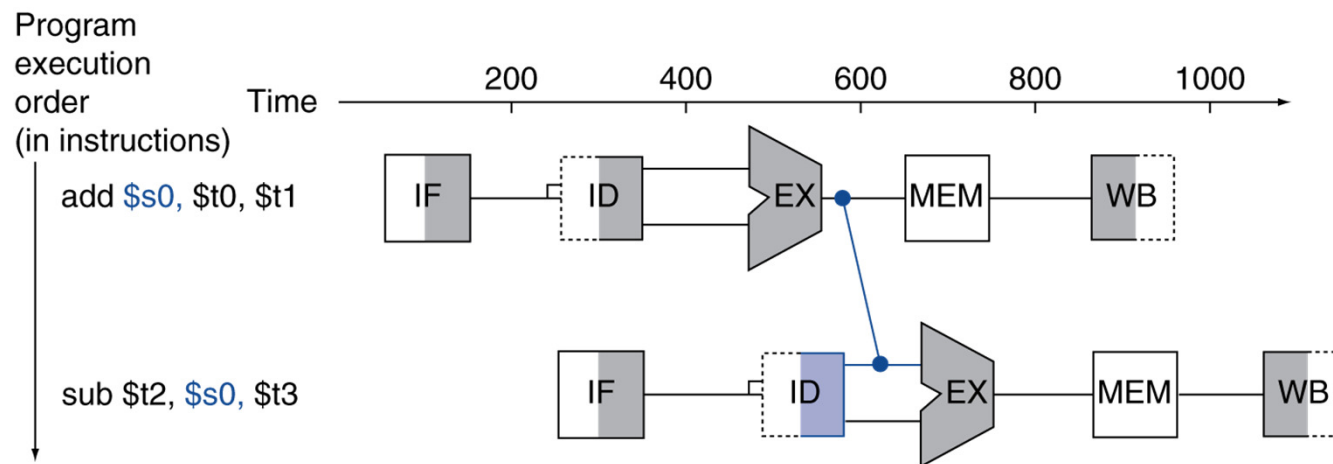 Program
execution
order
(in instructions)
Time
200 400 600 800 1000
add $s0, $t0, $t1
IF ID EX MEM WB
sub $t2, $s0, $t3
IF ID EX MEM WB